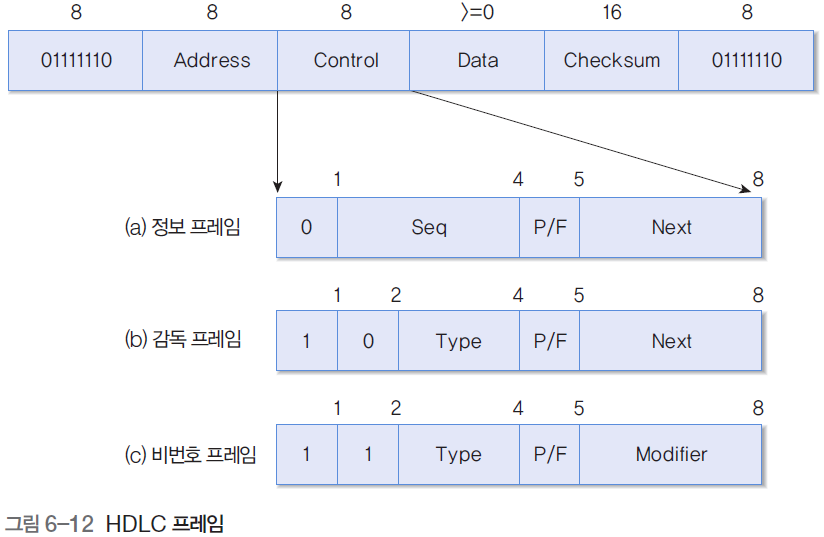 8 8 8 〉=0 16 8
01111110 Address Control Data Checksum 01111110
1 4 5 8
(a) 정보 프레임 0 Seq P/F Next
1 2 4 5 8
(b) 감독 프레임 1 0 Type P/F Next
1 2 4 5 8
(c) 비번호 프레임 1 1 Type P/F Modifier
그림 6-12 HDLC 프레임